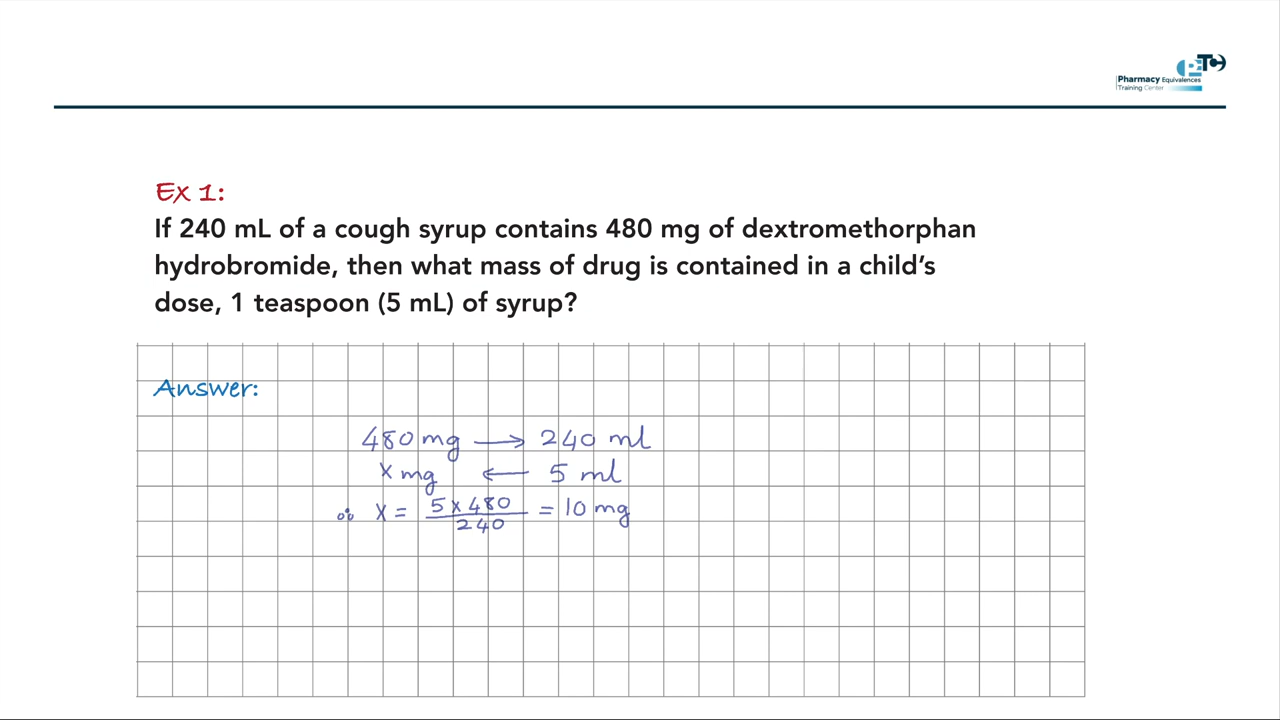 PETC
Pharmacy Equivalences
Training Center
Ex 1:
If 240 mL of a cough syrup contains 480 mg of dextromethorphan
hydrobromide, then what mass of drug is contained in a child's
dose, 1 teaspoon (5 mL) of syrup?
Answer:
480 mg → 240 ml
x mg ← 5 ml
∴ x = 5 x 480 / 240 = 10 mg